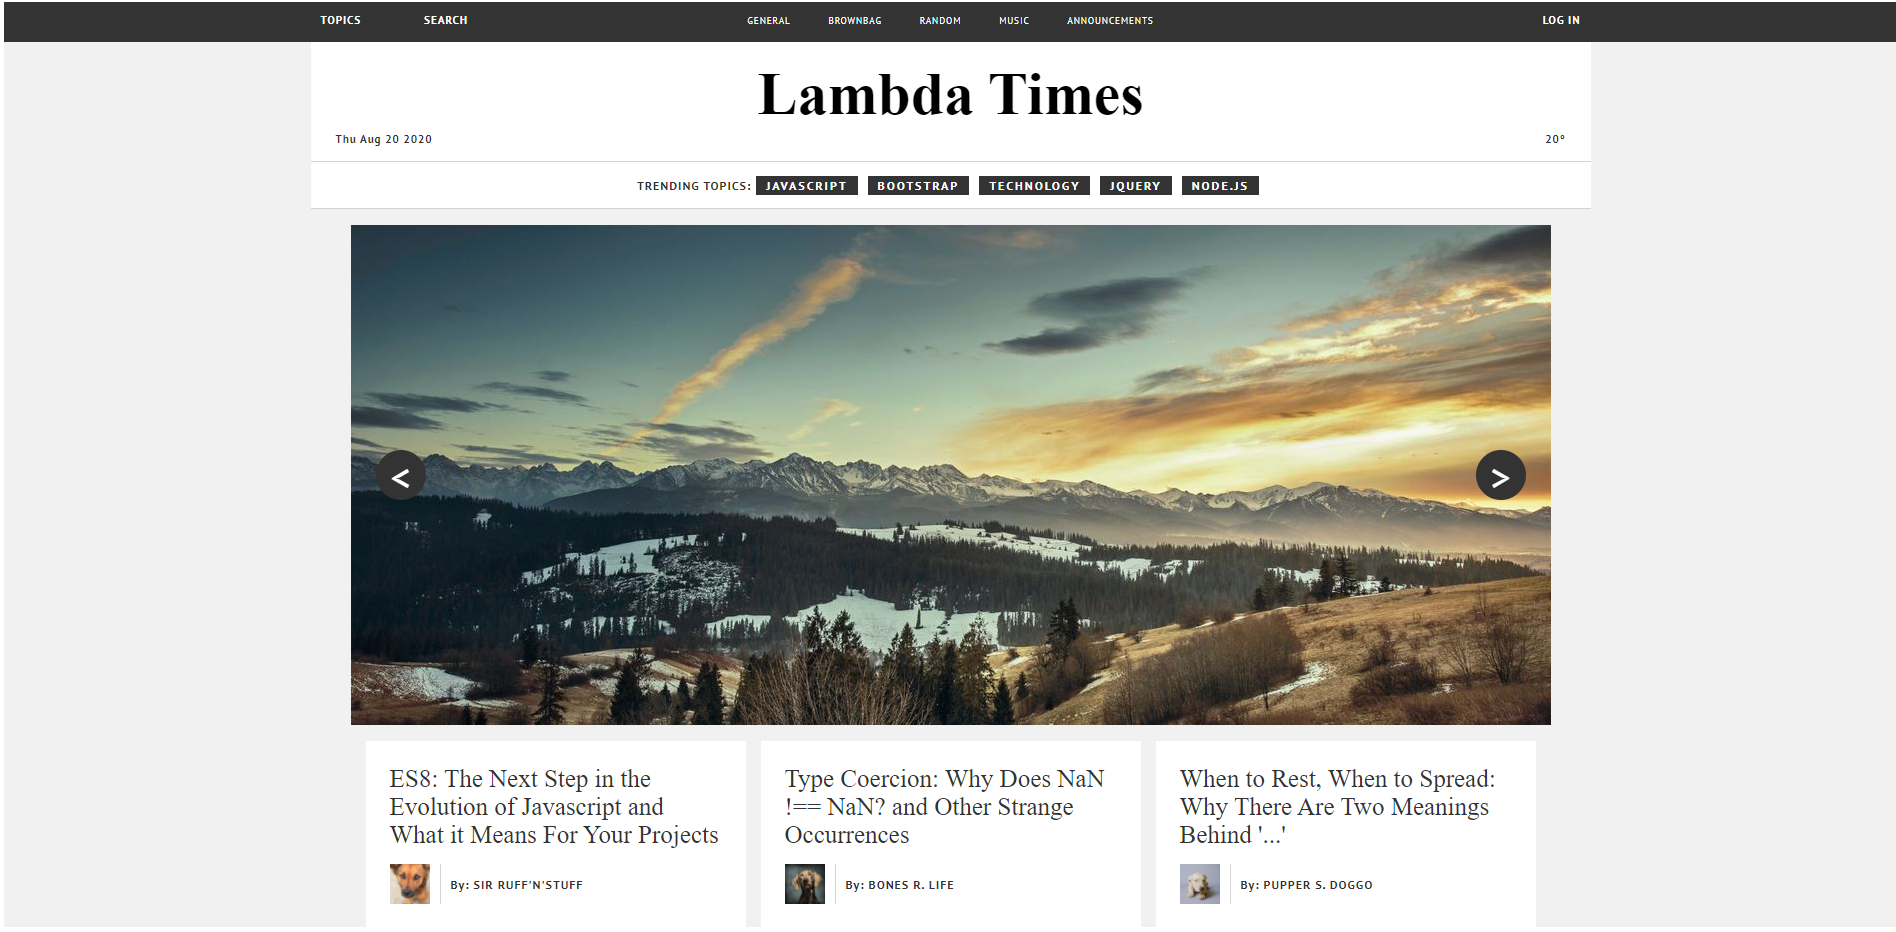 TOPICS SEARCH GENERAL BROWNBAG RANDOM MUSIC ANNOUNCEMENTS LOG IN
Lambda Times
Thu Aug 20 2020 20°
TRENDING TOPICS: JAVASCRIPT BOOTSTRAP TECHNOLOGY JQUERY NODE.JS
< >
ES8: The Next Step in the
Evolution of Javascript and
What it Means For Your Projects
By: SIR RUFF'N'STUFF
Type Coercion: Why Does NaN
!== NaN? and Other Strange
Occurrences
By: BONES R. LIFE
When to Rest, When to Spread:
Why There Are Two Meanings
Behind '...'
By: PUPPER S. DOGGO